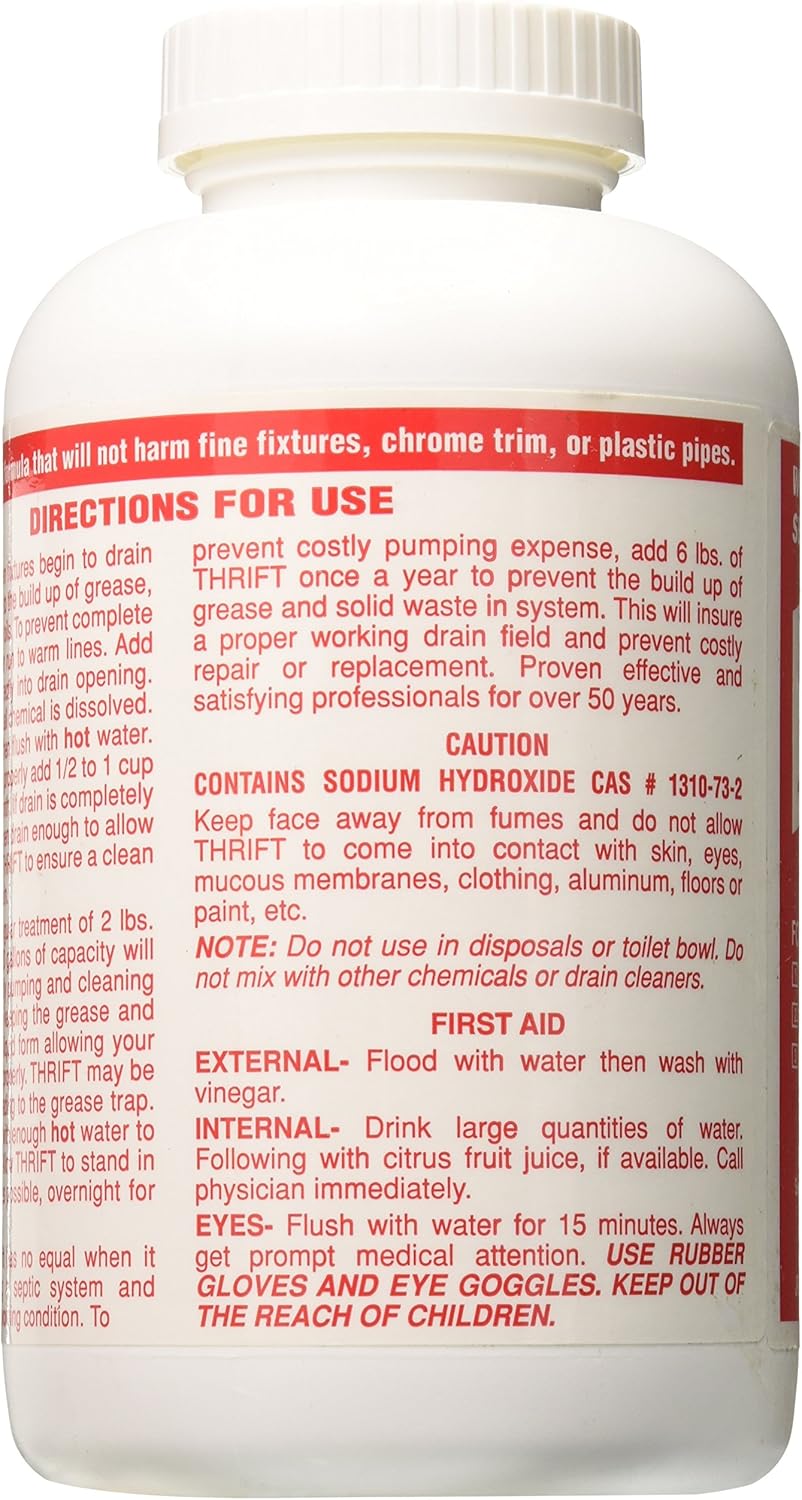 that will not harm fine fixtures, chrome trim, or plastic pipes.
DIRECTIONS FOR USE
begin to drain
build up of grease,
To prevent complete
to warm lines. Add
into drain opening.
is dissolved.
flush with hot water.
add 1/2 to 1 cup
drain is completely
enough to allow
to ensure a clean
treatment of 2 lbs.
of capacity will
and cleaning
the grease and
form allowing your
THRIFT may be
to the grease trap.
enough hot water to
THRIFT to stand in
overnight for
no equal when it
septic system and
condition. To
prevent costly pumping expense, add 6 lbs. of
THRIFT once a year to prevent the build up of
grease and solid waste in system. This will insure
a proper working drain field and prevent costly
repair or replacement. Proven effective and
satisfying professionals for over 50 years.
CAUTION
CONTAINS SODIUM HYDROXIDE CAS # 1310-73-2
Keep face away from fumes and do not allow
THRIFT to come into contact with skin, eyes,
mucous membranes, clothing, aluminum, floors or
paint, etc.
NOTE: Do not use in disposals or toilet bowl. Do
not mix with other chemicals or drain cleaners.
FIRST AID
EXTERNAL- Flood with water then wash with
vinegar.
INTERNAL- Drink large quantities of water.
Following with citrus fruit juice, if available. Call
physician immediately.
EYES- Flush with water for 15 minutes. Always
get prompt medical attention. USE RUBBER
GLOVES AND EYE GOGGLES. KEEP OUT OF
THE REACH OF CHILDREN.